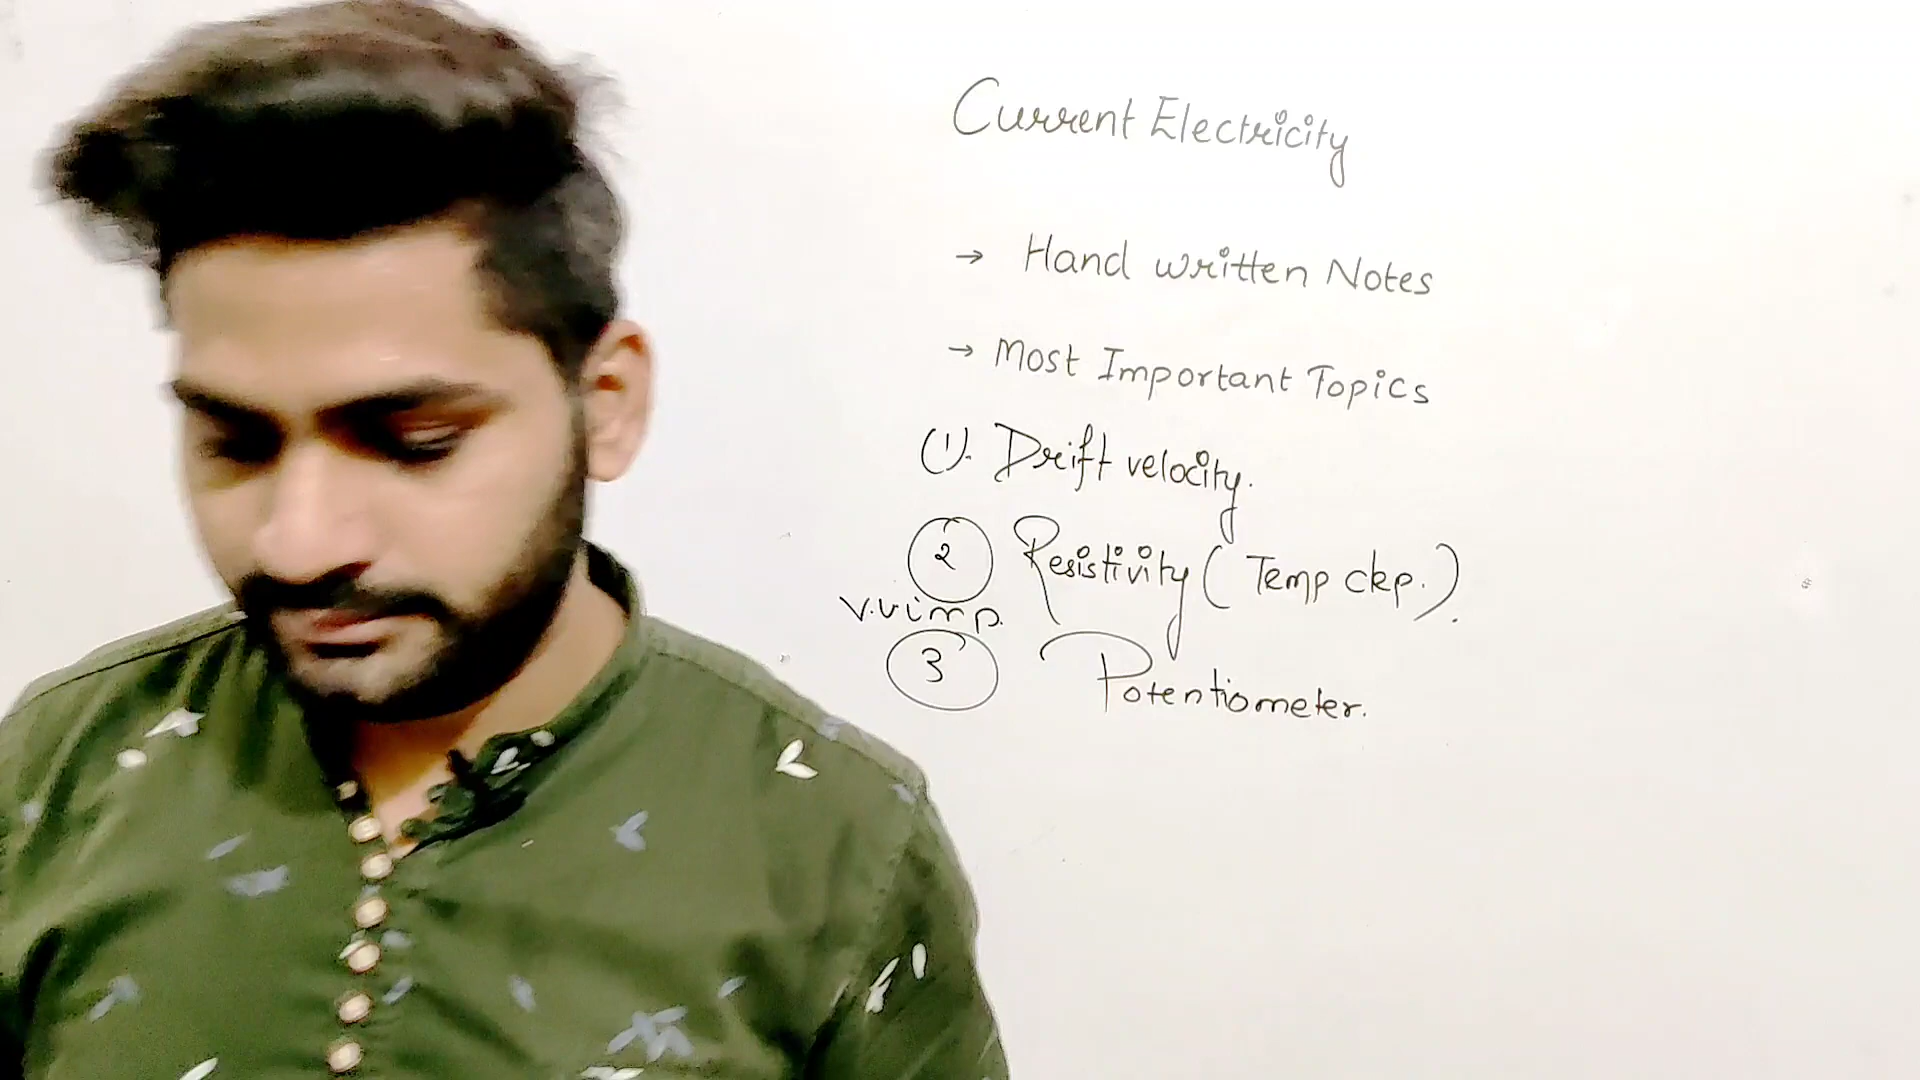 Current Electricity
→ Hand written Notes
→ Most Important Topics
(1). Drift velocity.
2 Resistivity ( Temp dep. ).
v.v imp.
3 Potentiometer.